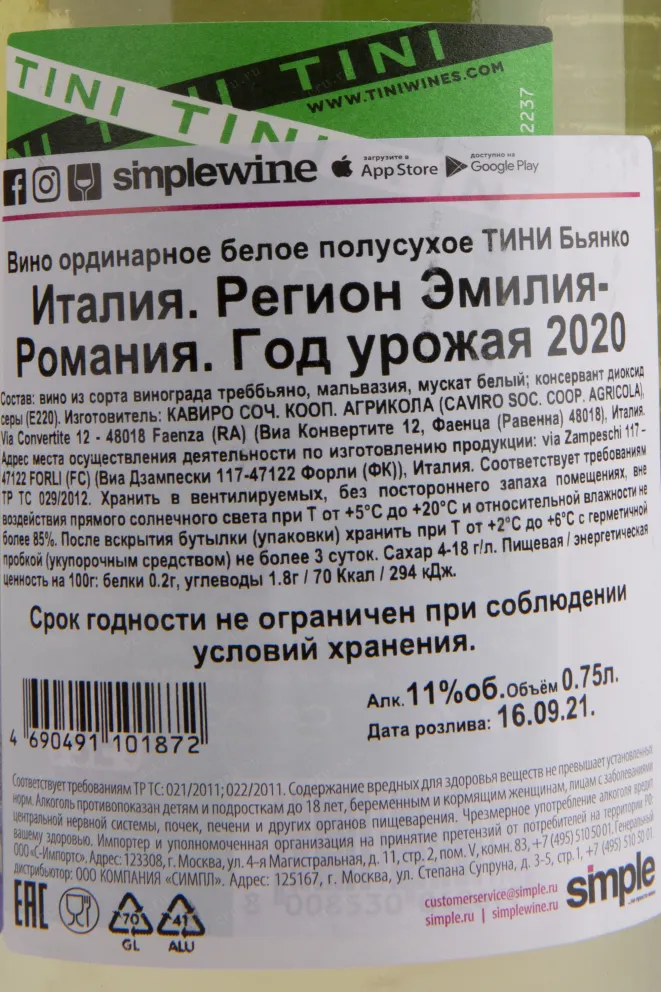 TINI TINI
TINI TINI
WWW.TINIWINES.COM
2237
simplewine
загрузите в
App Store
доступно на
Google Play
Вино ординарное белое полусухое ТИНИ Бьянко
Италия. Регион Эмилия-
Романия. Год урожая 2020
Состав: вино из сорта винограда треббьяно, мальвазия, мускат белый; консервант диоксид
серы (Е220). Изготовитель: КАВИРО СОЧ. КООП. АГРИКОЛА (CAVIRO SOC. COOP. AGRICOLA),
Via Convertite 12 - 48018 Faenza (RA) (Виа Конвертите 12, Фаенца (Равенна) 48018), Италия.
Адрес места осуществления деятельности по изготовлению продукции: via Zampeschi 117 –
47122 FORLI (FC) (Виа Дзампески 117-47122 Форли (ФК)), Италия. Соответствует требованиям
ТР ТС 029/2012. Хранить в вентилируемых, без постороннего запаха помещениях, вне
воздействия прямого солнечного света при Т от +5°С до +20°С и относительной влажности не
более 85%. После вскрытия бутылки (упаковки) хранить при Т от +2°С до +6°С с герметичной
пробкой (укупорочным средством) не более 3 суток. Сахар 4-18 г/л. Пищевая / энергетическая
ценность на 100г: белки 0.2г, углеводы 1.8г / 70 Ккал / 294 кДж.
Срок годности не ограничен при соблюдении
условий хранения.
4 690491 101872
Алк. 11%об. Объём 0.75л.
Дата розлива: 16.09.21.
Соответствует требованиям ТР ТС: 021/2011; 022/2011. Содержание вредных для здоровья веществ не превышает установленных
норм. Алкоголь противопоказан детям и подросткам до 18 лет, беременным и кормящим женщинам, лицам с заболеваниями
центральной нервной системы, почек, печени и других органов пищеварения. Чрезмерное употребление алкоголя вредит
вашему здоровью. Импортер и уполномоченная организация на принятие претензий от потребителей на территории РФ:
ООО «С-Импортс». Адрес: 123308, г. Москва, ул. 4-я Магистральная, д. 11, стр. 2, пом. V, комн. 83, +7 (495) 510 50 01. Генеральный
дистрибьютор: ООО КОМПАНИЯ «СИМПЛ». Адрес: 125167, г. Москва, ул. Степана Супруна, д. 3-5, стр. 1, +7 (495) 510 50 01
EAC
70
GL
41
ALU
8 008530
customerservice@simple.ru
simple.ru | simplewine.ru
simple